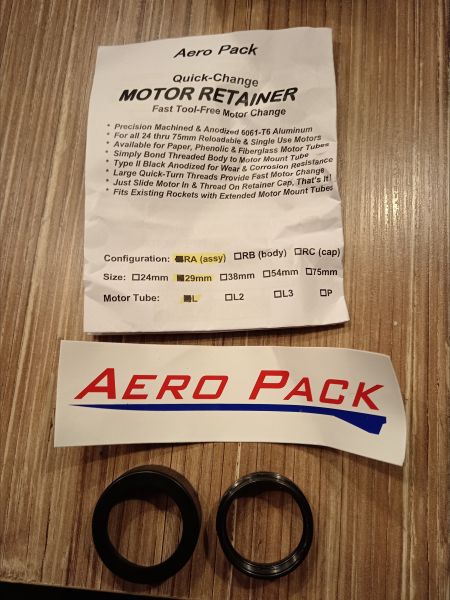 Aero Pack
Quick-Change
MOTOR RETAINER
Fast Tool-Free Motor Change
* Precision Machined & Anodized 6061-T6 Aluminum
* For all 24 thru 75mm Reloadable & Single Use Motors
* Available for Paper, Phenolic & Fiberglass Motor Tubes
* Simply Bond Threaded Body to Motor Mount Tube
* Type II Black Anodized for Wear & Corrosion Resistance
* Large Quick-Turn Threads Provide Fast Motor Change
* Just Slide Motor In & Thread On Retainer Cap, That's It!
* Fits Existing Rockets with Extended Motor Mount Tubes
Configuration: ■RA (assy) □RB (body) □RC (cap)
Size: □24mm ■29mm □38mm □54mm □75mm
Motor Tube: ■L □L2 □L3 □P
AERO PACK